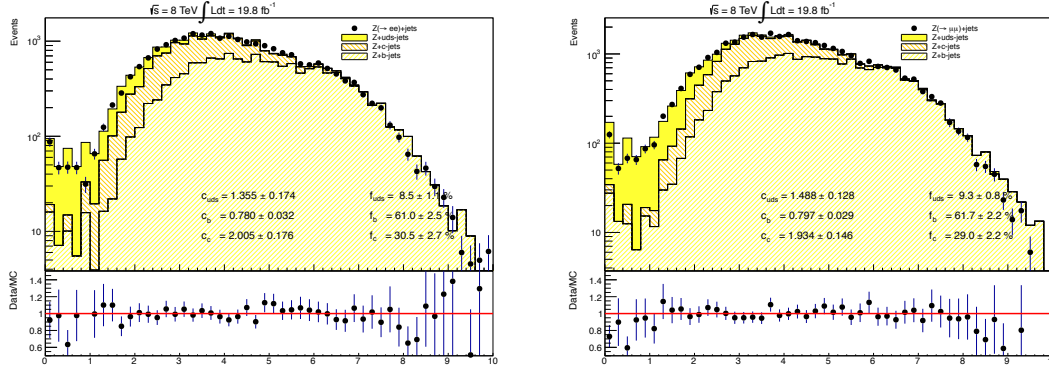 √s = 8 TeV ∫ Ldt = 19.8 fb⁻¹
Events
Z(→ ee)+jets
Z+uds-jets
Z+c-jets
Z+b-jets
10³
10²
10
c_uds = 1.355 ± 0.174
f_uds = 8.5 ± 1.1 %
c_b = 0.780 ± 0.032
f_b = 61.0 ± 2.5 %
c_c = 2.005 ± 0.176
f_c = 30.5 ± 2.7 %
Data/MC
1.4
1.2
1
0.8
0.6
0 1 2 3 4 5 6 7 8 9 10
√s = 8 TeV ∫ Ldt = 19.8 fb⁻¹
Events
Z(→ μμ)+jets
Z+uds-jets
Z+c-jets
Z+b-jets
10³
10²
10
c_uds = 1.488 ± 0.128
f_uds = 9.3 ± 0.8 %
c_b = 0.797 ± 0.029
f_b = 61.7 ± 2.2 %
c_c = 1.934 ± 0.146
f_c = 29.0 ± 2.2 %
Data/MC
1.4
1.2
1
0.8
0.6
0 1 2 3 4 5 6 7 8 9